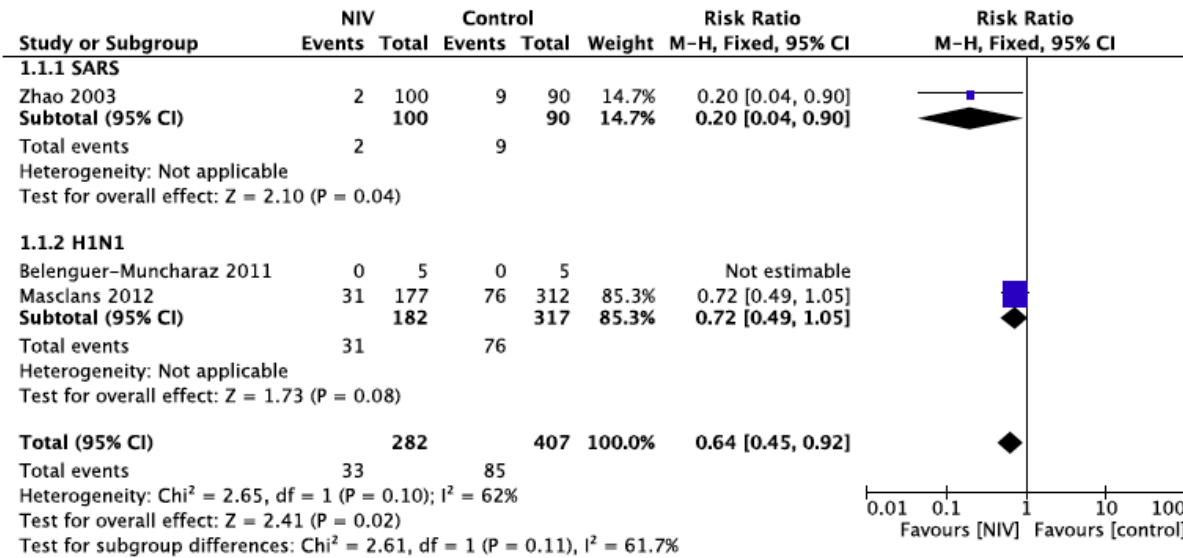 NIV Control Risk Ratio Risk Ratio
Study or Subgroup Events Total Events Total Weight M-H, Fixed, 95% CI M-H, Fixed, 95% CI
1.1.1 SARS
Zhao 2003 2 100 9 90 14.7% 0.20 [0.04, 0.90]
Subtotal (95% CI) 100 90 14.7% 0.20 [0.04, 0.90]
Total events 2 9
Heterogeneity: Not applicable
Test for overall effect: Z = 2.10 (P = 0.04)
1.1.2 H1N1
Belenguer-Muncharaz 2011 0 5 0 5 Not estimable
Masclans 2012 31 177 76 312 85.3% 0.72 [0.49, 1.05]
Subtotal (95% CI) 182 317 85.3% 0.72 [0.49, 1.05]
Total events 31 76
Heterogeneity: Not applicable
Test for overall effect: Z = 1.73 (P = 0.08)
Total (95% CI) 282 407 100.0% 0.64 [0.45, 0.92]
Total events 33 85
Heterogeneity: Chi² = 2.65, df = 1 (P = 0.10); I² = 62%
Test for overall effect: Z = 2.41 (P = 0.02)
Test for subgroup differences: Chi² = 2.61, df = 1 (P = 0.11), I² = 61.7%
0.01 0.1 1 10 100
Favours [NIV] Favours [control]